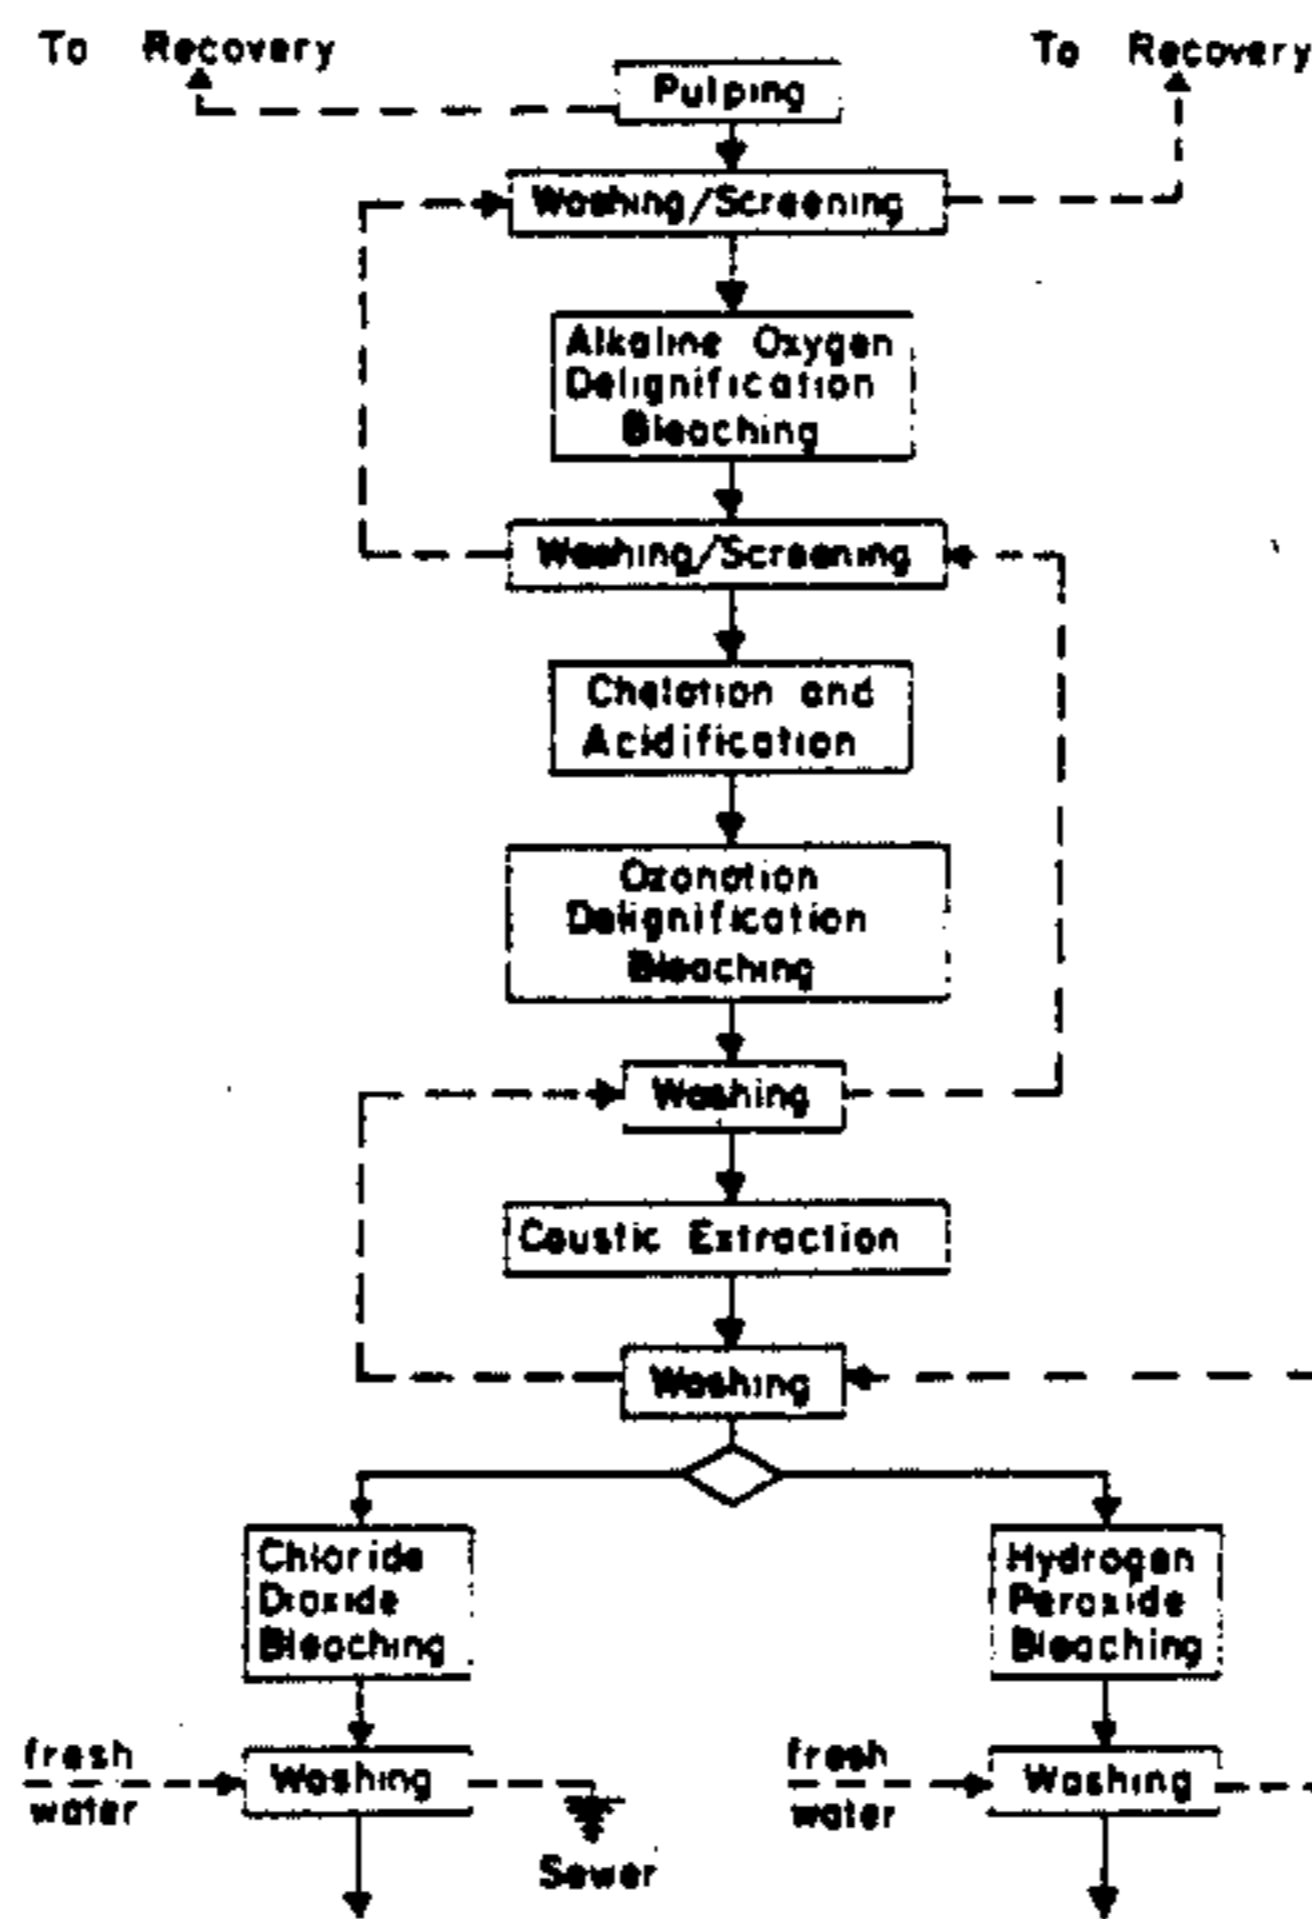 To Recovery
To Recovery
Pulping
Washing/Screening
Alkaline Oxygen
Delignification
Bleaching
Washing/Screening
Chelation and
Acidification
Ozonation
Delignification
Bleaching
Washing
Caustic Extraction
Washing
Chloride
Dioxide
Bleaching
Hydrogen
Peroxide
Bleaching
fresh
water
Washing
Sewer
fresh
water
Washing